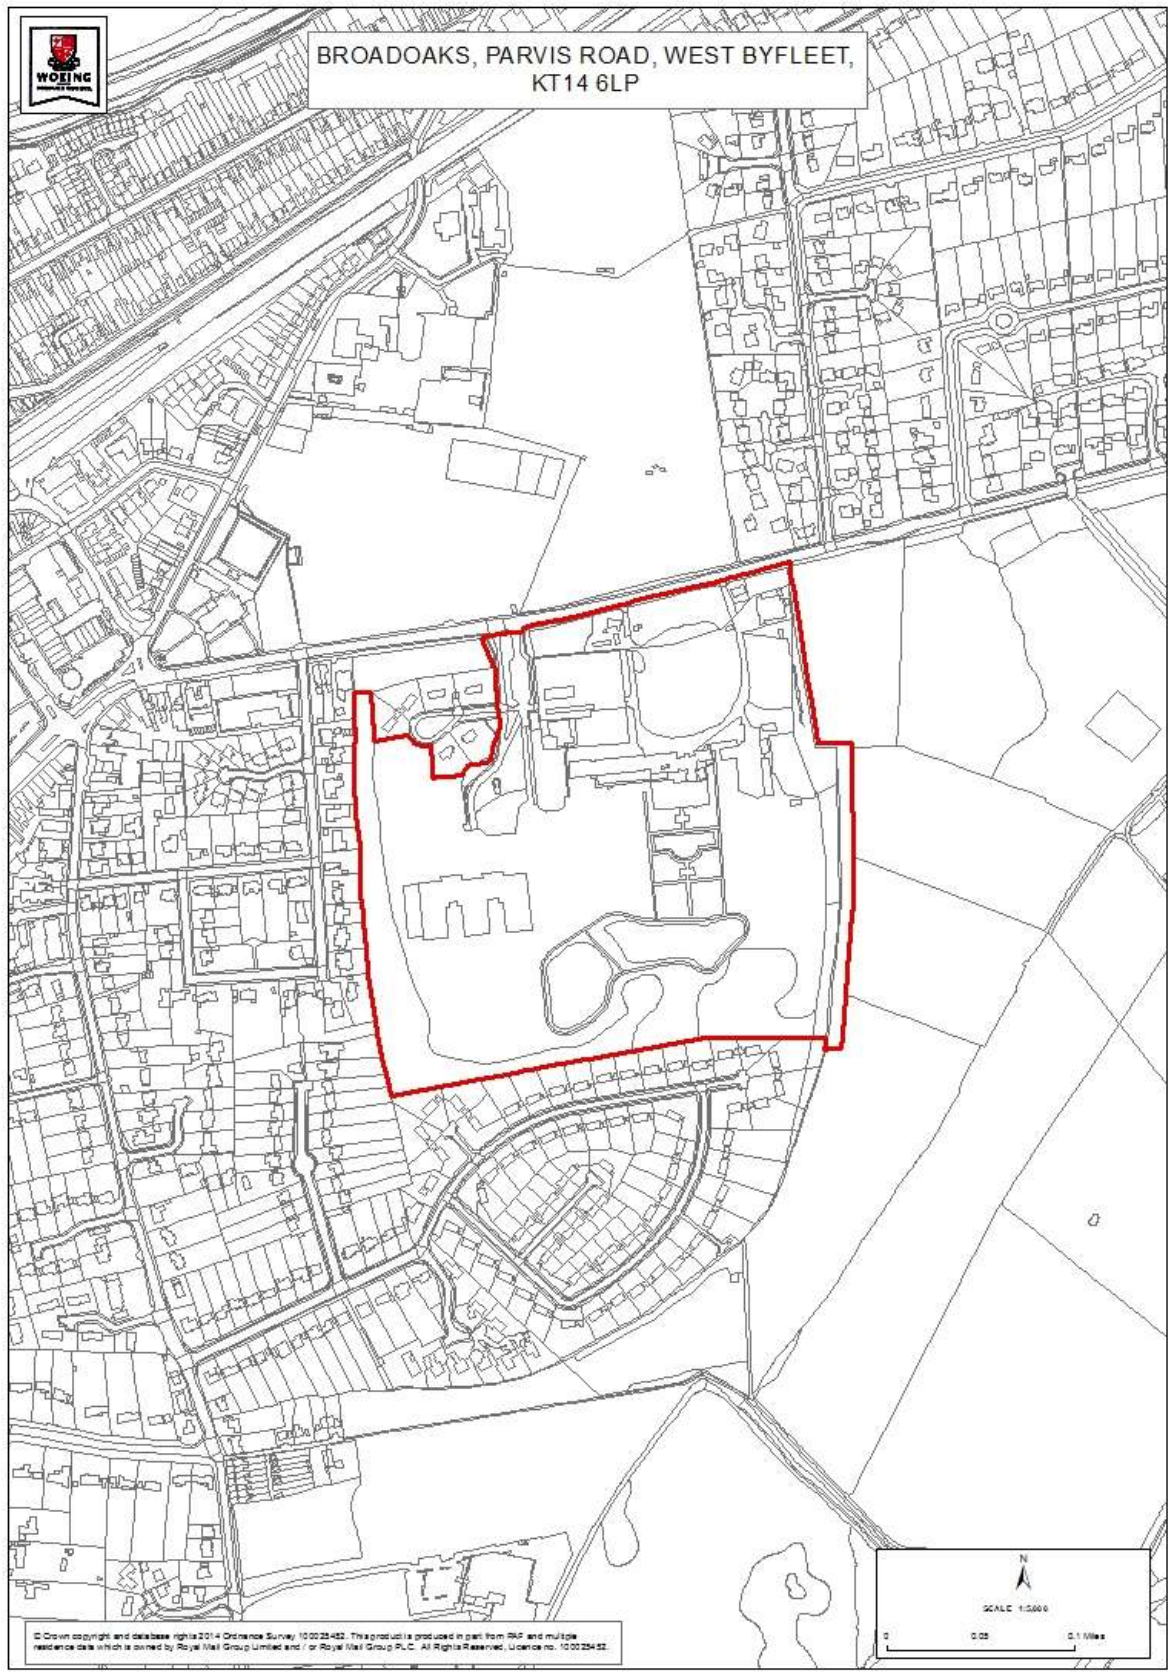 BROADOAKS, PARVIS ROAD, WEST BYFLEET,
KT14 6LP
WOKING
© Crown copyright and database rights 2014 Ordnance Survey 100025452. This product is produced in part from PAF and multiple
residence data which is owned by Royal Mail Group Limited and / or Royal Mail Group PLC. All Rights Reserved, Licence no. 100025452.
N
SCALE 1:5,000
0 0.05 0.1 Miles